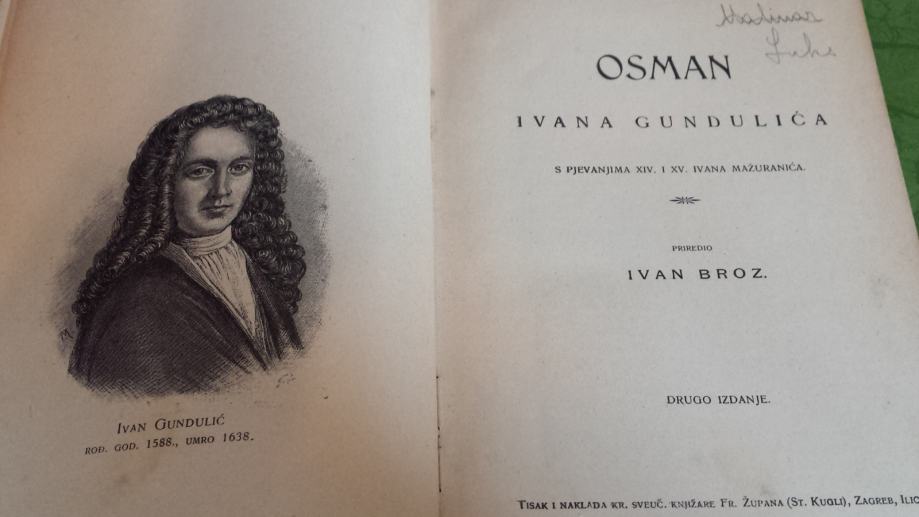 Ivan Gundulić
rođ. god. 1588., umro 1638.
OSMAN
IVANA GUNDULIĆA
S PJEVANJIMA XIV. I XV. IVANA MAŽURANIĆA.
PRIREDIO
IVAN BROZ.
DRUGO IZDANJE.
Tisak i naklada kr. sveuč. knjižare Fr. Župana (St. Kugli), Zagreb, Ilic